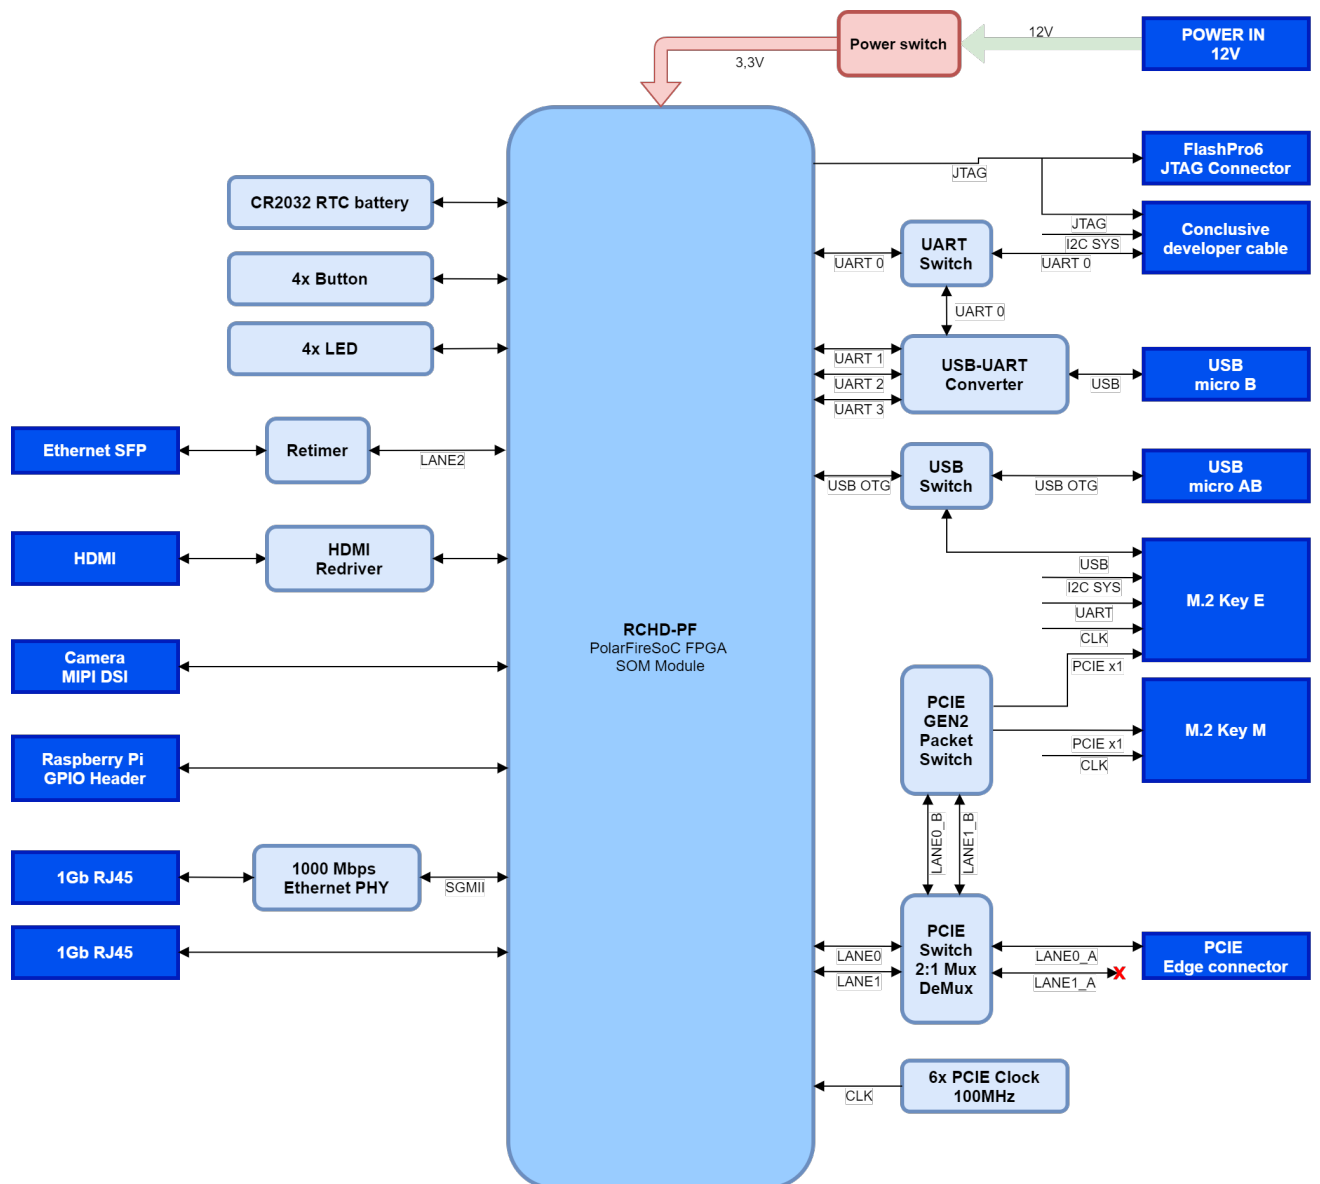 POWER IN
12V
12V
Power switch
3,3V
FlashPro6
JTAG Connector
JTAG
CR2032 RTC battery
Conclusive
developer cable
JTAG
I2C SYS
UART 0
UART
Switch
UART 0
4x Button
UART 0
4x LED
UART 1
UART 2
UART 3
USB-UART
Converter
USB
USB
micro B
Ethernet SFP
Retimer
LANE2
USB OTG
USB
Switch
USB OTG
USB
micro AB
HDMI
HDMI
Redriver
USB
I2C SYS
UART
CLK
PCIE x1
M.2 Key E
RCHD-PF
PolarFireSoC FPGA
SOM Module
Camera
MIPI DSI
PCIE
GEN2
Packet
Switch
PCIE x1
CLK
M.2 Key M
Raspberry Pi
GPIO Header
LANE0_B
LANE1_B
1Gb RJ45
1000 Mbps
Ethernet PHY
SGMII
1Gb RJ45
LANE0
LANE1
PCIE
Switch
2:1 Mux
DeMux
LANE0_A
LANE1_A
X
PCIE
Edge connector
CLK
6x PCIE Clock
100MHz